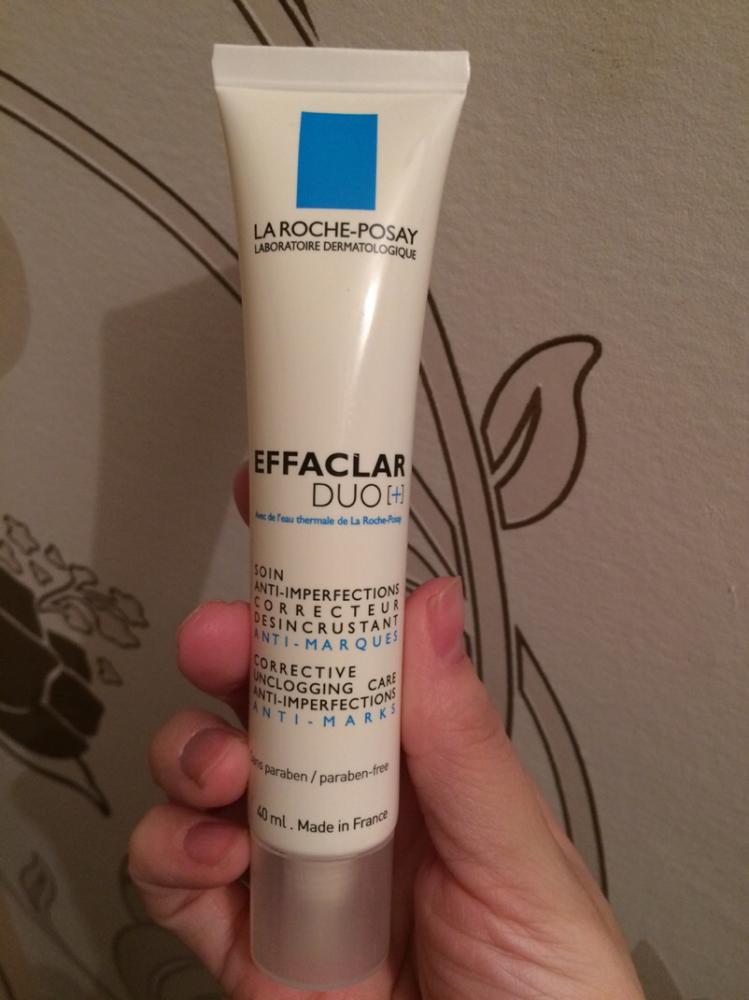 LA ROCHE-POSAY
LABORATOIRE DERMATOLOGIQUE
EFFACLAR
DUO [+]
Avec de l'eau thermale de La Roche-Posay
SOIN
ANTI-IMPERFECTIONS
CORRECTEUR
DESINCRUSTANT
ANTI-MARQUES
CORRECTIVE
UNCLOGGING CARE
ANTI-IMPERFECTIONS
ANTI-MARKS
Sans paraben / paraben-free
40 ml . Made in France